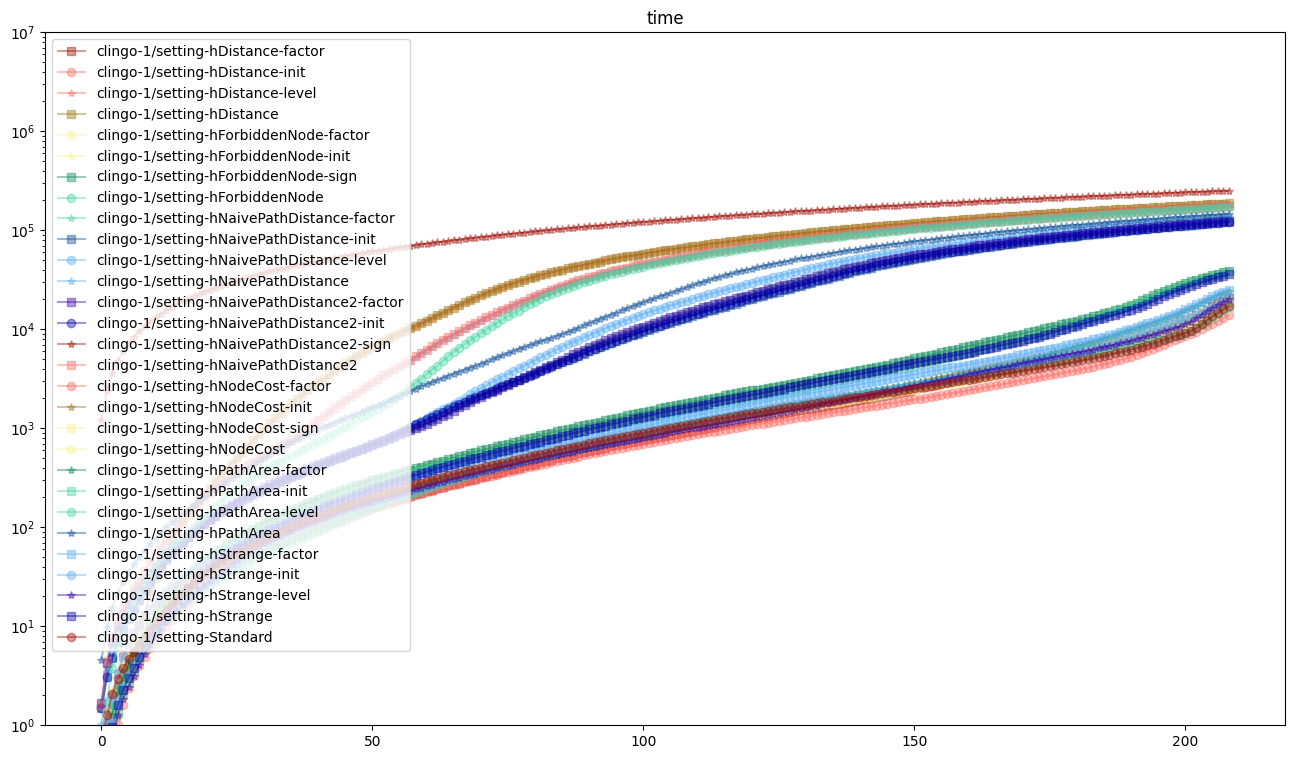 time
10^7
10^6
10^5
10^4
10^3
10^2
10^1
10^0
clingo-1/setting-hDistance-factor
clingo-1/setting-hDistance-init
clingo-1/setting-hDistance-level
clingo-1/setting-hDistance
clingo-1/setting-hForbiddenNode-factor
clingo-1/setting-hForbiddenNode-init
clingo-1/setting-hForbiddenNode-sign
clingo-1/setting-hForbiddenNode
clingo-1/setting-hNaivePathDistance-factor
clingo-1/setting-hNaivePathDistance-init
clingo-1/setting-hNaivePathDistance-level
clingo-1/setting-hNaivePathDistance
clingo-1/setting-hNaivePathDistance2-factor
clingo-1/setting-hNaivePathDistance2-init
clingo-1/setting-hNaivePathDistance2-sign
clingo-1/setting-hNaivePathDistance2
clingo-1/setting-hNodeCost-factor
clingo-1/setting-hNodeCost-init
clingo-1/setting-hNodeCost-sign
clingo-1/setting-hNodeCost
clingo-1/setting-hPathArea-factor
clingo-1/setting-hPathArea-init
clingo-1/setting-hPathArea-level
clingo-1/setting-hPathArea
clingo-1/setting-hStrange-factor
clingo-1/setting-hStrange-init
clingo-1/setting-hStrange-level
clingo-1/setting-hStrange
clingo-1/setting-Standard
0 50 100 150 200